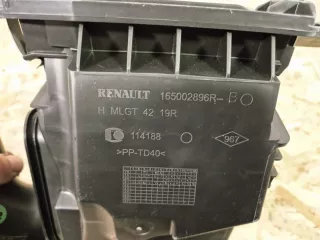 RENAULT 165002896R-B
H MLGT 42 19R
114188
967
>PP-TD40<